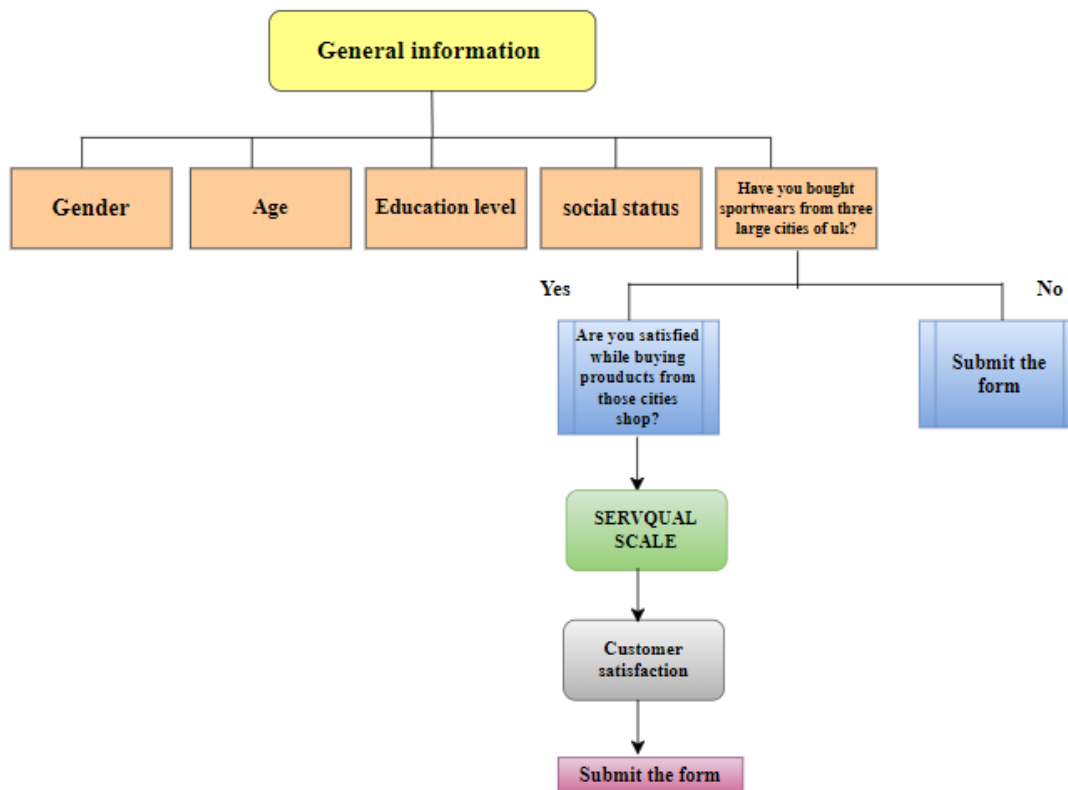 General information
Gender
Age
Education level
social status
Have you bought
sportwears from three
large cities of uk?
Yes
No
Are you satisfied
while buying
prouducts from
those cities
shop?
Submit the
form
SERVQUAL
SCALE
Customer
satisfaction
Submit the form